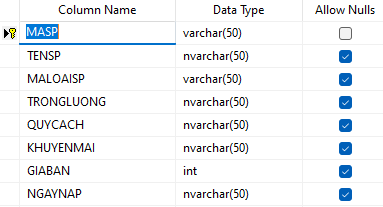 Column Name Data Type Allow Nulls
MASP varchar(50)
TENSP nvarchar(50)
MALOAISP varchar(50)
TRONGLUONG nvarchar(50)
QUYCACH nvarchar(50)
KHUYENMAI nvarchar(50)
GIABAN int
NGAYNAP nvarchar(50)